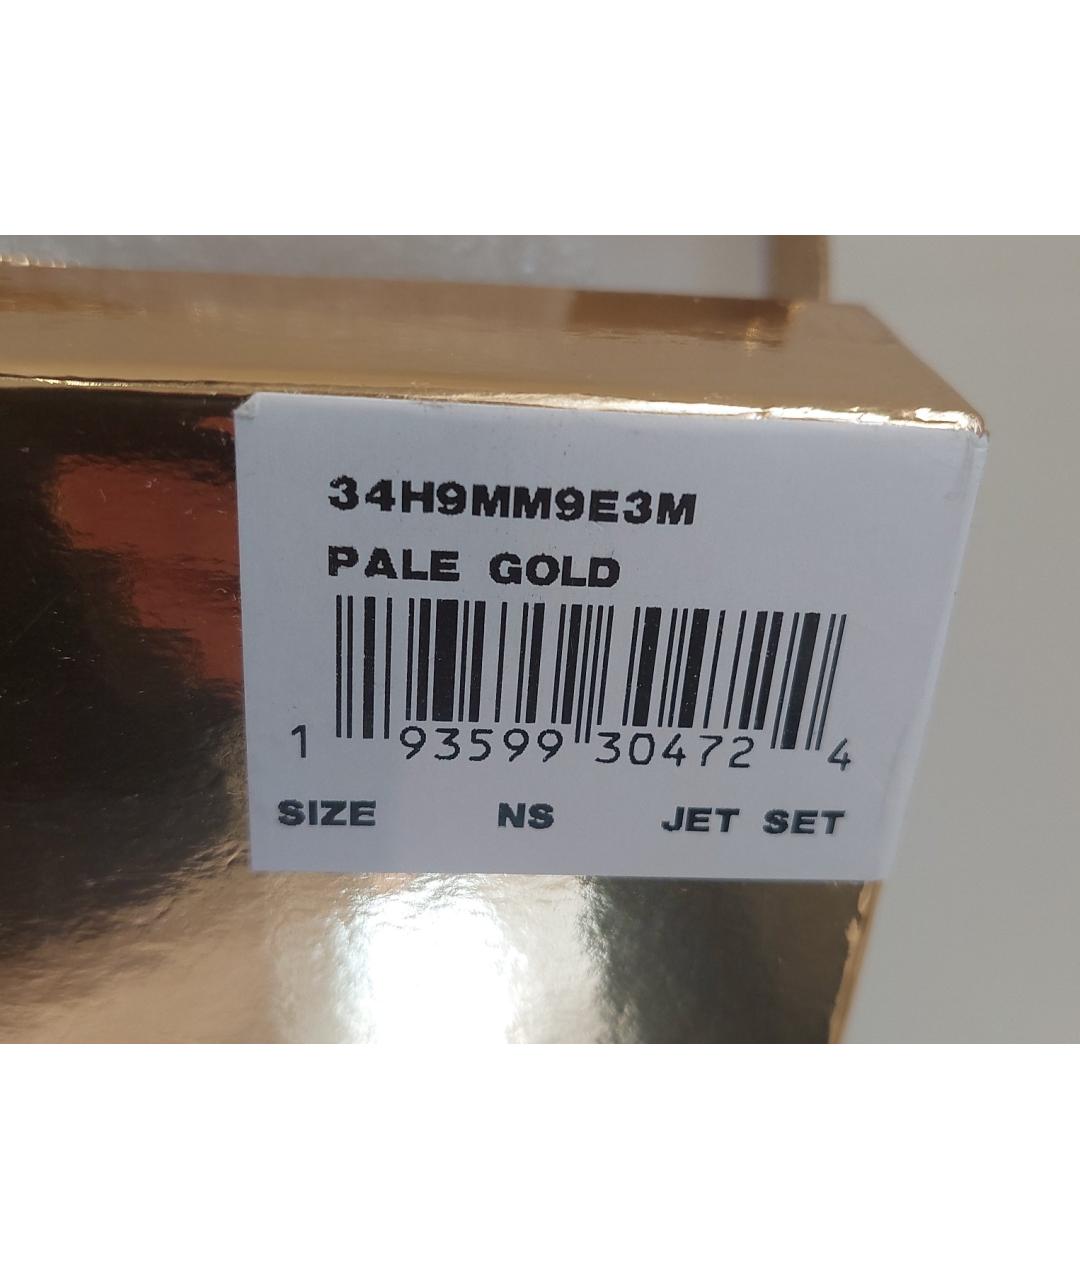 34H9MM9E3M
PALE GOLD
1 93599 30472 4
SIZE NS JET SET